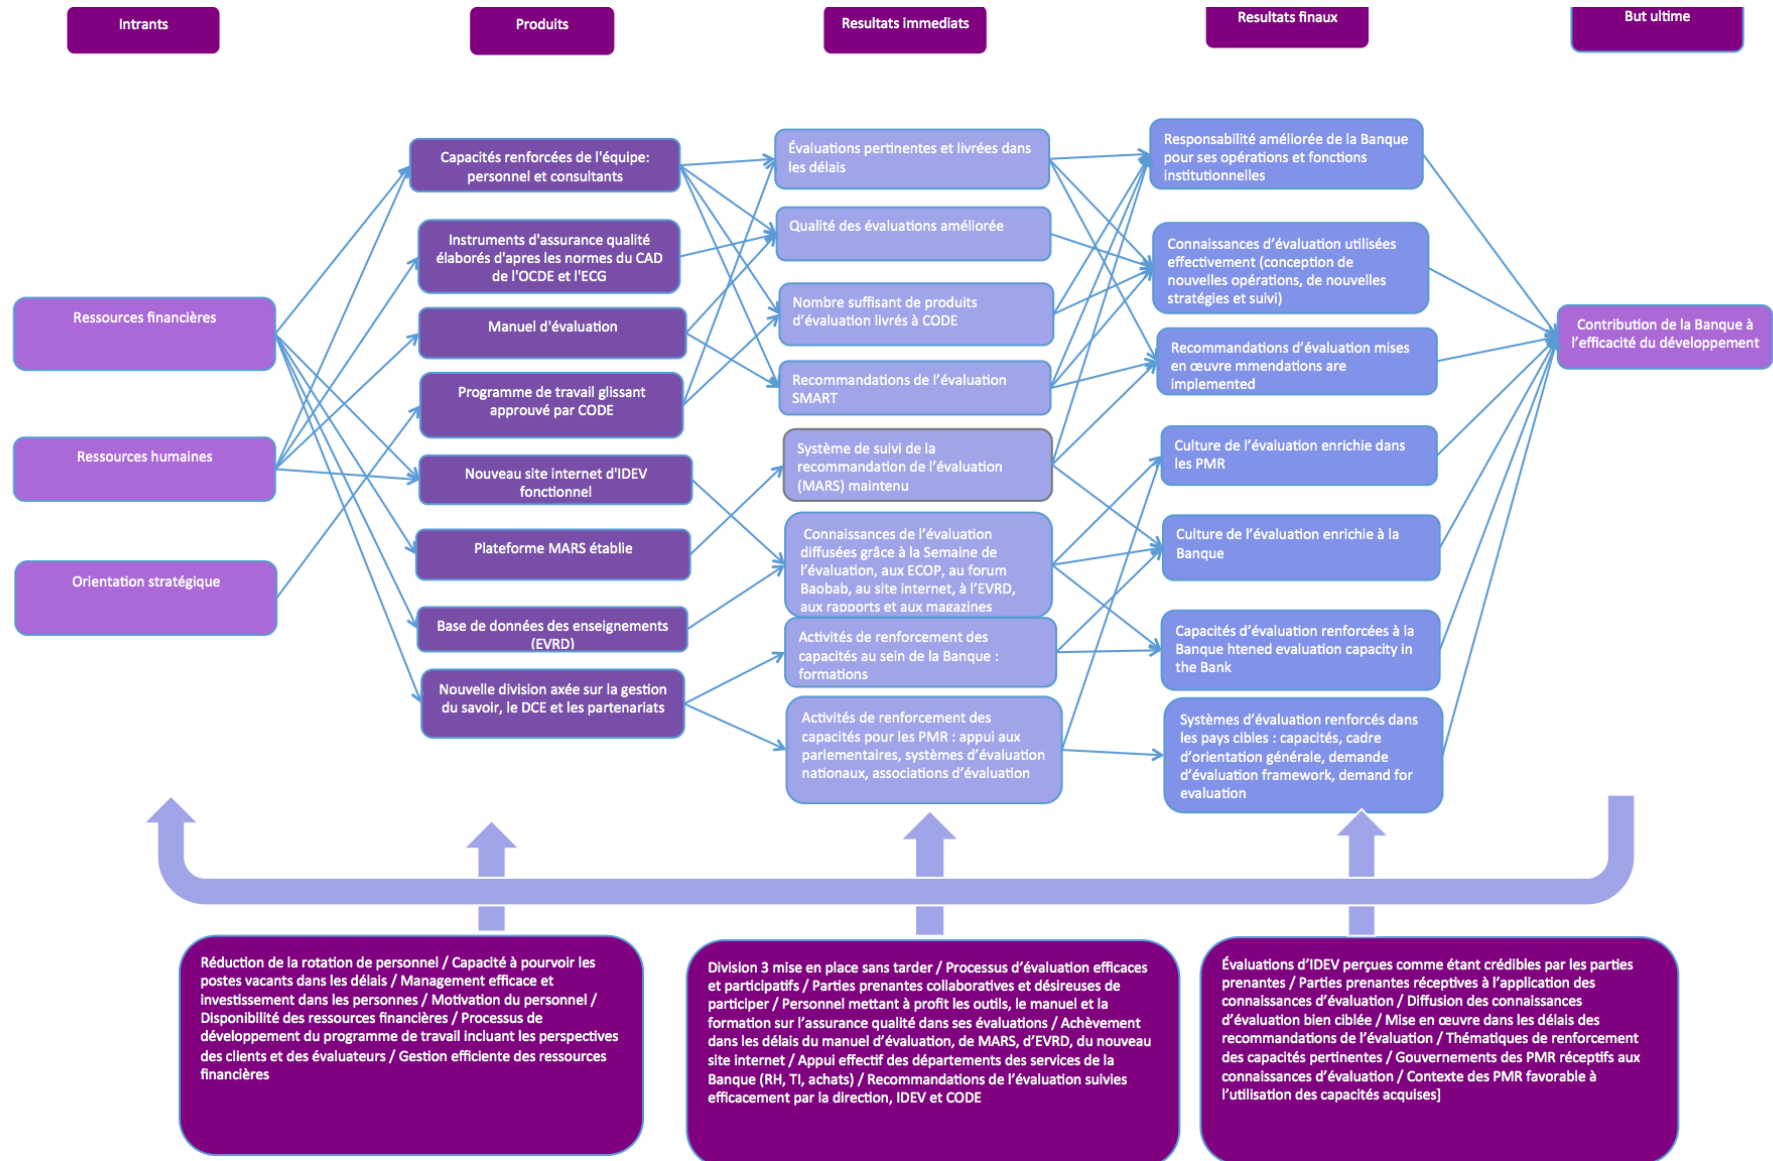 Intrants
Produits
Resultats immediats
Resultats finaux
But ultime
Ressources financières
Ressources humaines
Orientation stratégique
Capacités renforcées de l'équipe:
personnel et consultants
Instruments d'assurance qualité
élaborés d'apres les normes du CAD
de l'OCDE et l'ECG
Manuel d'évaluation
Programme de travail glissant
approuvé par CODE
Nouveau site internet d'IDEV
fonctionnel
Plateforme MARS établie
Base de données des enseignements
(EVRD)
Nouvelle division axée sur la gestion
du savoir, le DCE et les partenariats
Évaluations pertinentes et livrées dans
les délais
Qualité des évaluations améliorée
Nombre suffisant de produits
d’évaluation livrés à CODE
Recommandations de l’évaluation
SMART
Système de suivi de la
recommandation de l’évaluation
(MARS) maintenu
Connaissances de l’évaluation
diffusées grâce à la Semaine de
l’évaluation, aux ECOP, au forum
Baobab, au site internet, à l’EVRD,
aux rapports et aux magazines
Activités de renforcement des
capacités au sein de la Banque :
formations
Activités de renforcement des
capacités pour les PMR : appui aux
parlementaires, systèmes d’évaluation
nationaux, associations d’évaluation
Responsabilité améliorée de la Banque
pour ses opérations et fonctions
institutionnelles
Connaissances d’évaluation utilisées
effectivement (conception de
nouvelles opérations, de nouvelles
stratégies et suivi)
Recommandations d’évaluation mises
en œuvre mmendations are
implemented
Culture de l’évaluation enrichie dans
les PMR
Culture de l’évaluation enrichie à la
Banque
Capacités d’évaluation renforcées à la
Banque htened evaluation capacity in
the Bank
Systèmes d’évaluation renforcés dans
les pays cibles : capacités, cadre
d’orientation générale, demande
d’évaluation framework, demand for
evaluation
Contribution de la Banque à
l’efficacité du développement
Réduction de la rotation de personnel / Capacité à pourvoir les
postes vacants dans les délais / Management efficace et
investissement dans les personnes / Motivation du personnel /
Disponibilité des ressources financières / Processus de
développement du programme de travail incluant les perspectives
des clients et des évaluateurs / Gestion efficiente des ressources
financières
Division 3 mise en place sans tarder / Processus d’évaluation efficaces
et participatifs / Parties prenantes collaboratives et désireuses de
participer / Personnel mettant à profit les outils, le manuel et la
formation sur l’assurance qualité dans ses évaluations / Achèvement
dans les délais du manuel d’évaluation, de MARS, d’EVRD, du nouveau
site internet / Appui effectif des départements des services de la
Banque (RH, TI, achats) / Recommandations de l’évaluation suivies
efficacement par la direction, IDEV et CODE
Évaluations d’IDEV perçues comme étant crédibles par les parties
prenantes / Parties prenantes réceptives à l’application des
connaissances d’évaluation / Diffusion des connaissances
d’évaluation bien ciblée / Mise en œuvre dans les délais des
recommandations de l’évaluation / Thématiques de renforcement
des capacités pertinentes / Gouvernements des PMR réceptifs aux
connaissances d’évaluation / Contexte des PMR favorable à
l’utilisation des capacités acquises]